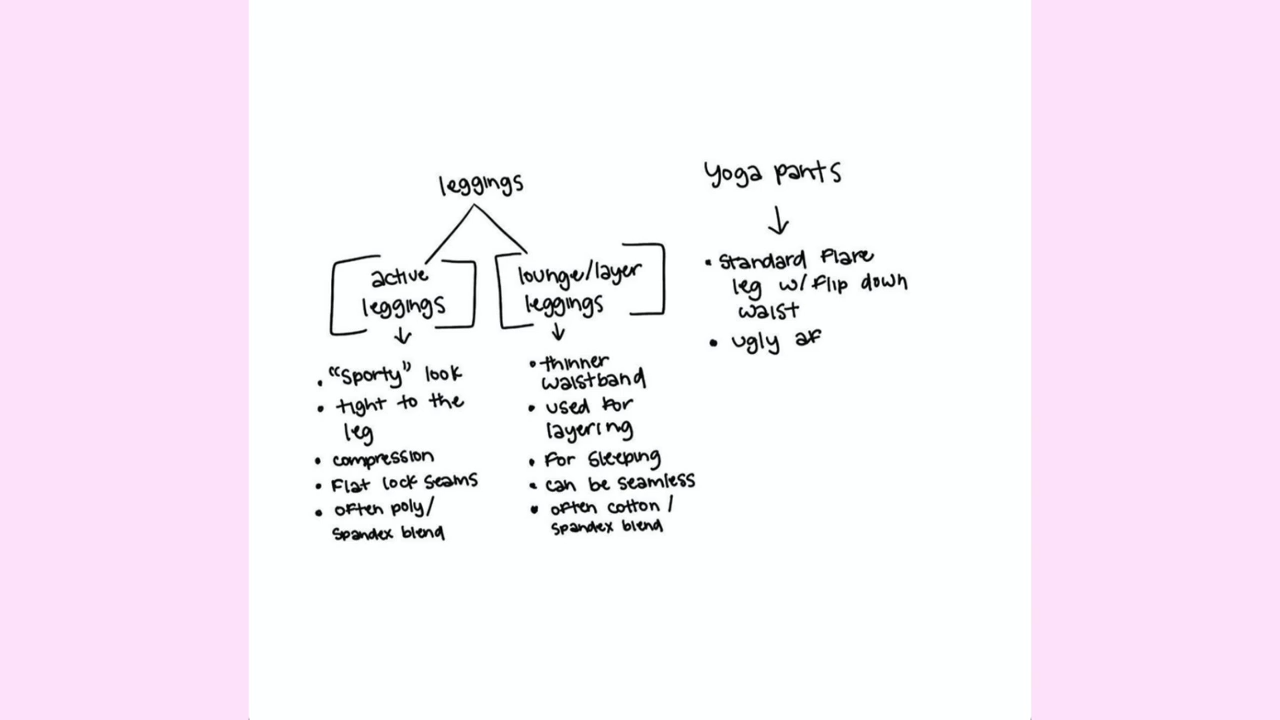 leggings
active
leggings
• "sporty" look
• tight to the
leg
• compression
• Flat lock seams
• often poly/
spandex blend
lounge/layer
leggings
• thinner
waistband
• used for
layering
• for sleeping
• can be seamless
• often cotton /
spandex blend
Yoga pants
• standard flare
leg w/ flip down
waist
• ugly af